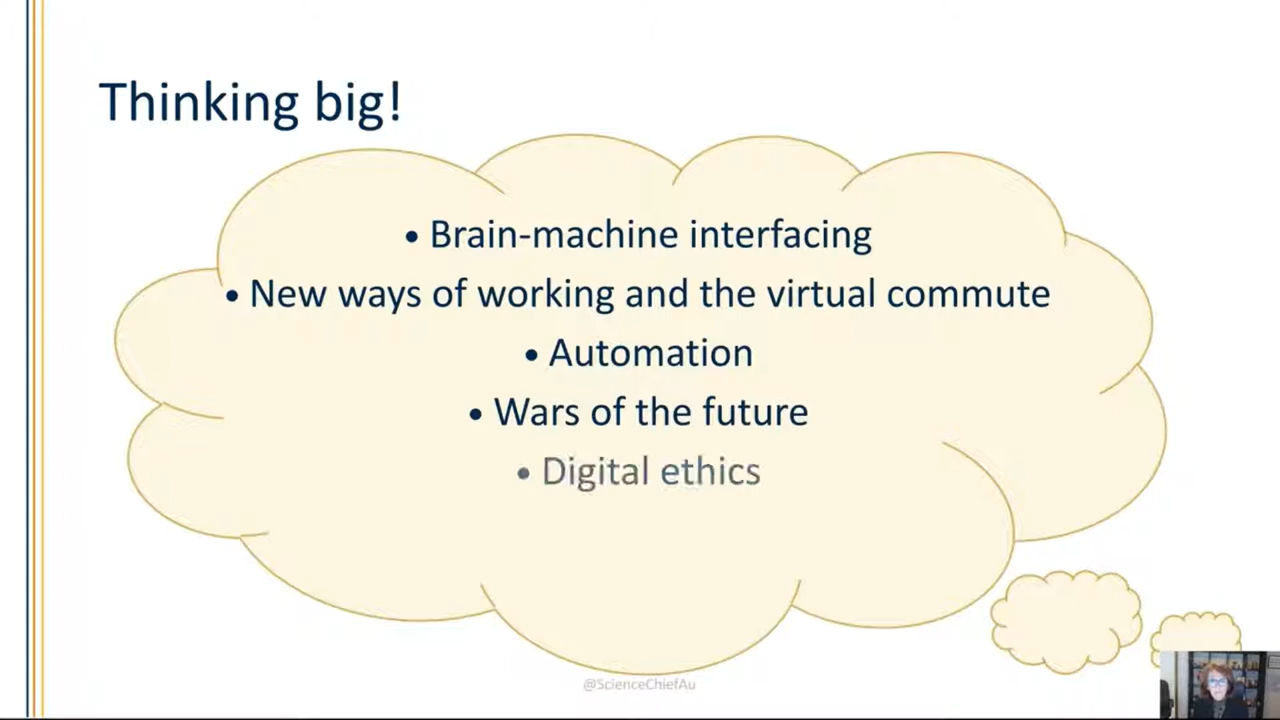 Thinking big!
• Brain-machine interfacing
• New ways of working and the virtual commute
• Automation
• Wars of the future
• Digital ethics
@ScienceChiefAu